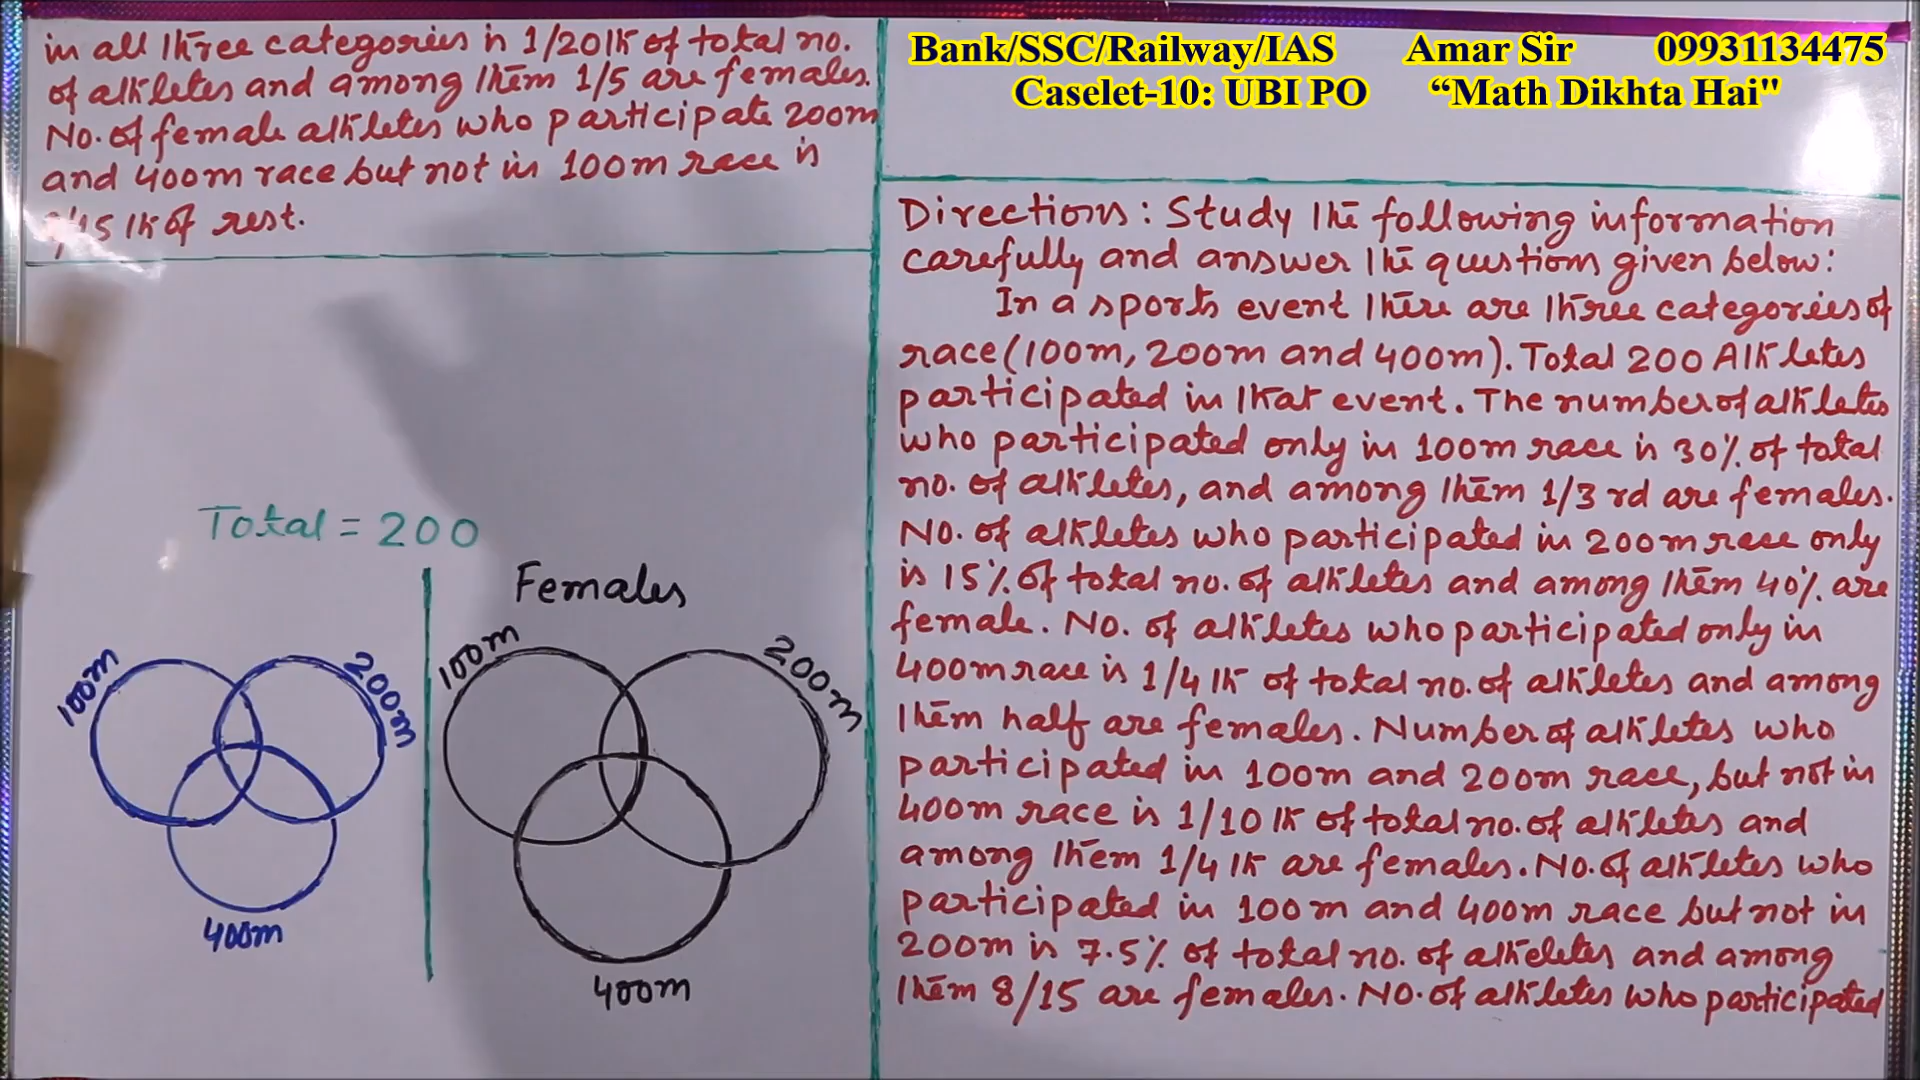 Bank/SSC/Railway/IAS Amar Sir 09931134475
Caselet-10: UBI PO “Math Dikhta Hai"
Directions: Study the following information
carefully and answer the questions given below:
In a sports event there are three categories of
race (100m, 200m and 400m). Total 200 Athletes
participated in that event. The number of athletes
who participated only in 100m race is 30% of total
no. of athletes, and among them 1/3 rd are females.
No. of athletes who participated in 200m race only
is 15% of total no. of athletes and among them 40% are
female. No. of athletes who participated only in
400m race is 1/4 th of total no. of athletes and among
them half are females. Number of athletes who
participated in 100m and 200m race, but not in
400m race is 1/10 th of total no. of athletes and
among them 1/4 th are females. No. of athletes who
participated in 100m and 400m race but not in
200m is 7.5% of total no. of atheletes and among
them 8/15 are females. No. of athletes who participated
in all three categories is 1/20 th of total no.
of athletes and among them 1/5 are females.
No. of female athletes who participate 200m
and 400m race but not in 100m race is
/15 th of rest.
Total = 200
Females
100m
200m
400m
100m
200m
400m